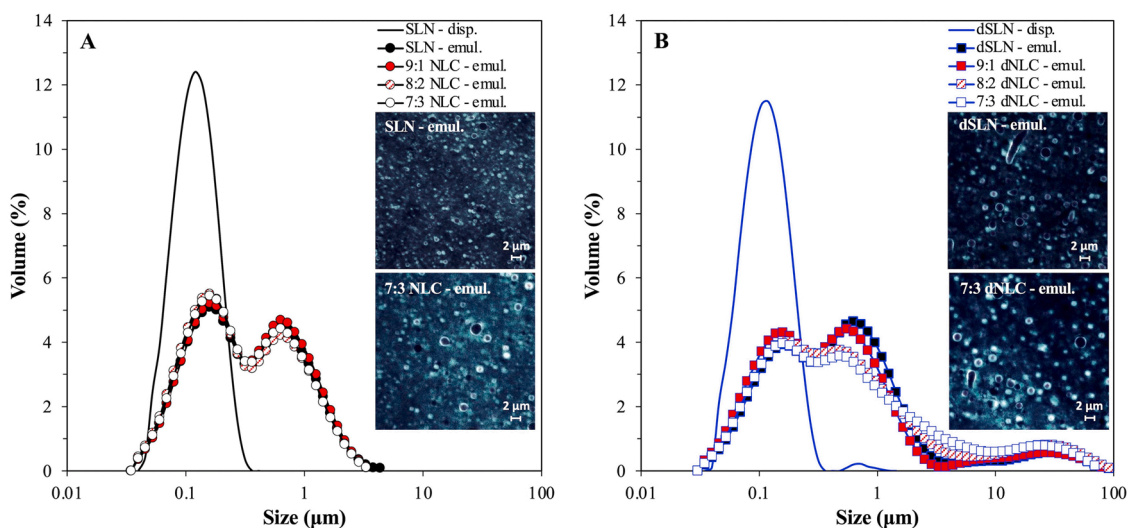 A
SLN - disp.
SLN - emul.
9:1 NLC - emul.
8:2 NLC - emul.
7:3 NLC - emul.
SLN - emul.
2 µm
7:3 NLC - emul.
2 µm
Volume (%)
14
12
10
8
6
4
2
0
0.01
0.1
1
10
100
Size (µm)
B
dSLN - disp.
dSLN - emul.
9:1 dNLC - emul.
8:2 dNLC - emul.
7:3 dNLC - emul.
dSLN - emul.
2 µm
7:3 dNLC - emul.
2 µm
Volume (%)
14
12
10
8
6
4
2
0
0.01
0.1
1
10
100
Size (µm)